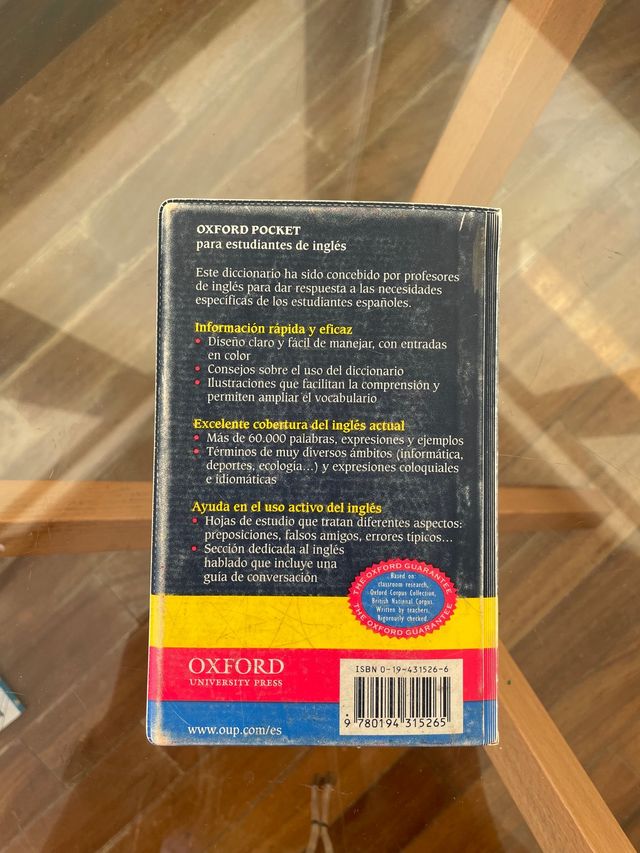 OXFORD POCKET
para estudiantes de inglés
Este diccionario ha sido concebido por profesores
de inglés para dar respuesta a las necesidades
específicas de los estudiantes españoles.
Información rápida y eficaz
• Diseño claro y fácil de manejar, con entradas
en color
• Consejos sobre el uso del diccionario
• Ilustraciones que facilitan la comprensión y
permiten ampliar el vocabulario
Excelente cobertura del inglés actual
• Más de 60.000 palabras, expresiones y ejemplos
• Términos de muy diversos ámbitos (informática,
deportes, ecología...) y expresiones coloquiales
e idiomáticas
Ayuda en el uso activo del inglés
• Hojas de estudio que tratan diferentes aspectos:
preposiciones, falsos amigos, errores típicos...
• Sección dedicada al inglés
hablado que incluye una
guía de conversación
THE OXFORD GUARANTEE
Based on:
classroom research,
Oxford Corpus Collection,
British National Corpus.
Written by teachers.
Rigorously checked.
THE OXFORD GUARANTEE
OXFORD
UNIVERSITY PRESS
www.oup.com/es
ISBN 0-19-431526-6
9 780194 315265